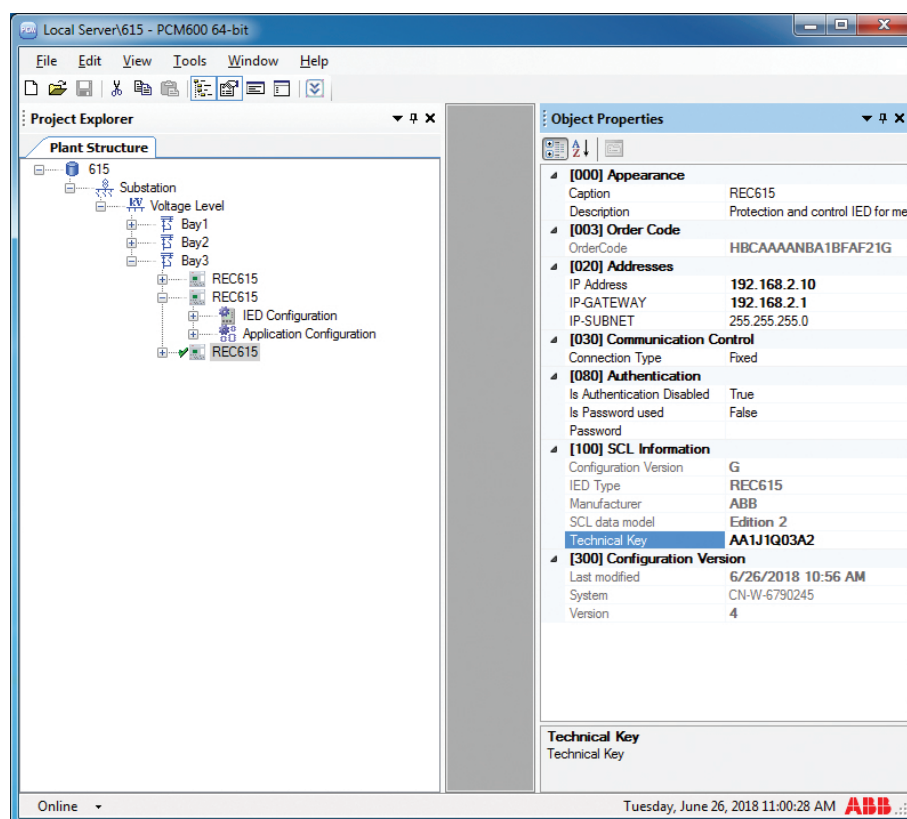 Local Server\615 - PCM600 64-bit
File Edit View Tools Window Help
Project Explorer
Plant Structure
615
Substation
Voltage Level
Bay1
Bay2
Bay3
REC615
REC615
IED Configuration
Application Configuration
REC615
Object Properties
[000] Appearance
Caption REC615
Description Protection and control IED for me
[003] Order Code
OrderCode HBCAAAANBA1BFAF21G
[020] Addresses
IP Address 192.168.2.10
IP-GATEWAY 192.168.2.1
IP-SUBNET 255.255.255.0
[030] Communication Control
Connection Type Fixed
[080] Authentication
Is Authentication Disabled True
Is Password used False
Password
[100] SCL Information
Configuration Version G
IED Type REC615
Manufacturer ABB
SCL data model Edition 2
Technical Key AA1J1Q03A2
[300] Configuration Version
Last modified 6/26/2018 10:56 AM
System CN-W-6790245
Version 4
Technical Key
Technical Key
Online Tuesday, June 26, 2018 11:00:28 AM ABB